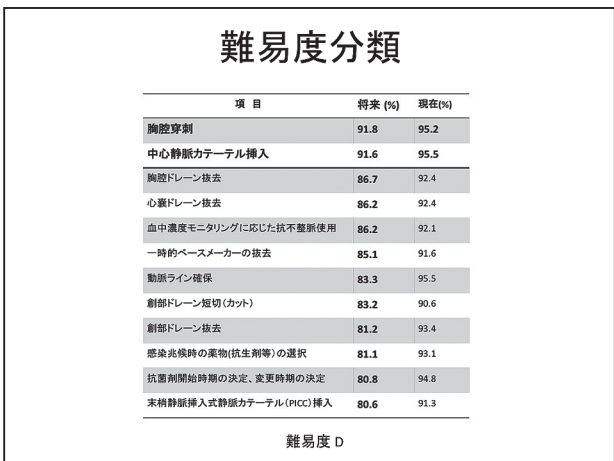 難易度分類
項 目 将来 (%) 現在(%)
胸腔穿刺 91.8 95.2
中心静脈カテーテル挿入 91.6 95.5
胸腔ドレーン抜去 86.7 92.4
心嚢ドレーン抜去 86.2 92.4
血中濃度モニタリングに応じた抗不整脈使用 86.2 92.1
一時的ペースメーカーの抜去 85.1 91.6
動脈ライン確保 83.3 95.5
創部ドレーン短切(カット) 83.2 90.6
創部ドレーン抜去 81.2 93.4
感染兆候時の薬物(抗生剤等)の選択 81.1 93.1
抗菌剤開始時期の決定、変更時期の決定 80.8 94.8
末梢静脈挿入式静脈カテーテル(PICC)挿入 80.6 91.3
難易度 D